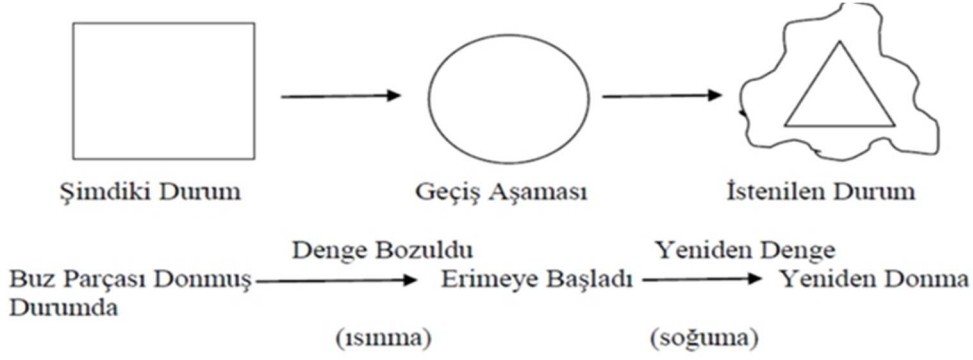 Şimdiki Durum Geçiş Aşaması İstenilen Durum
Denge Bozuldu Yeniden Denge
Buz Parçası Donmuş Erimeye Başladı Yeniden Donma
Durumda
(ısınma) (soğuma)